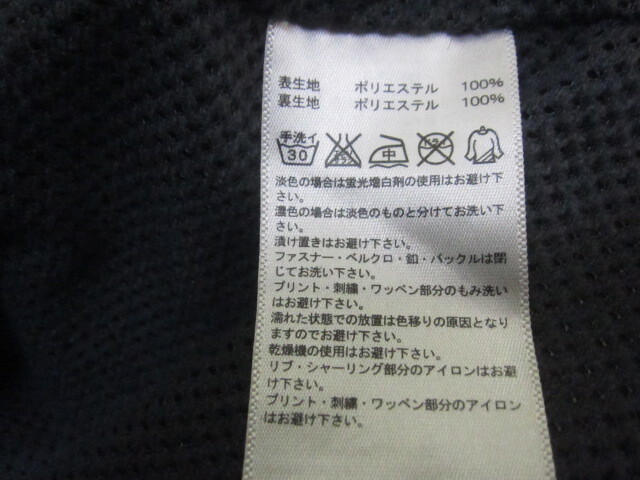 表生地 ポリエステル 100%
裏生地 ポリエステル 100%
手洗イ
30
中
淡色の場合は蛍光増白剤の使用はお避け下
さい。
濃色の場合は淡色のものと分けてお洗い下
さい。
漬け置きはお避け下さい。
ファスナー・ベルクロ・釦・バックルは閉
じてお洗い下さい。
プリント・刺繍・ワッペン部分のもみ洗い
はお避け下さい。
濡れた状態での放置は色移りの原因となり
ますのでお避け下さい。
乾燥機の使用はお避け下さい。
リブ・シャーリング部分のアイロンはお避
け下さい。
プリント・刺繍・ワッペン部分のアイロン
はお避け下さい。